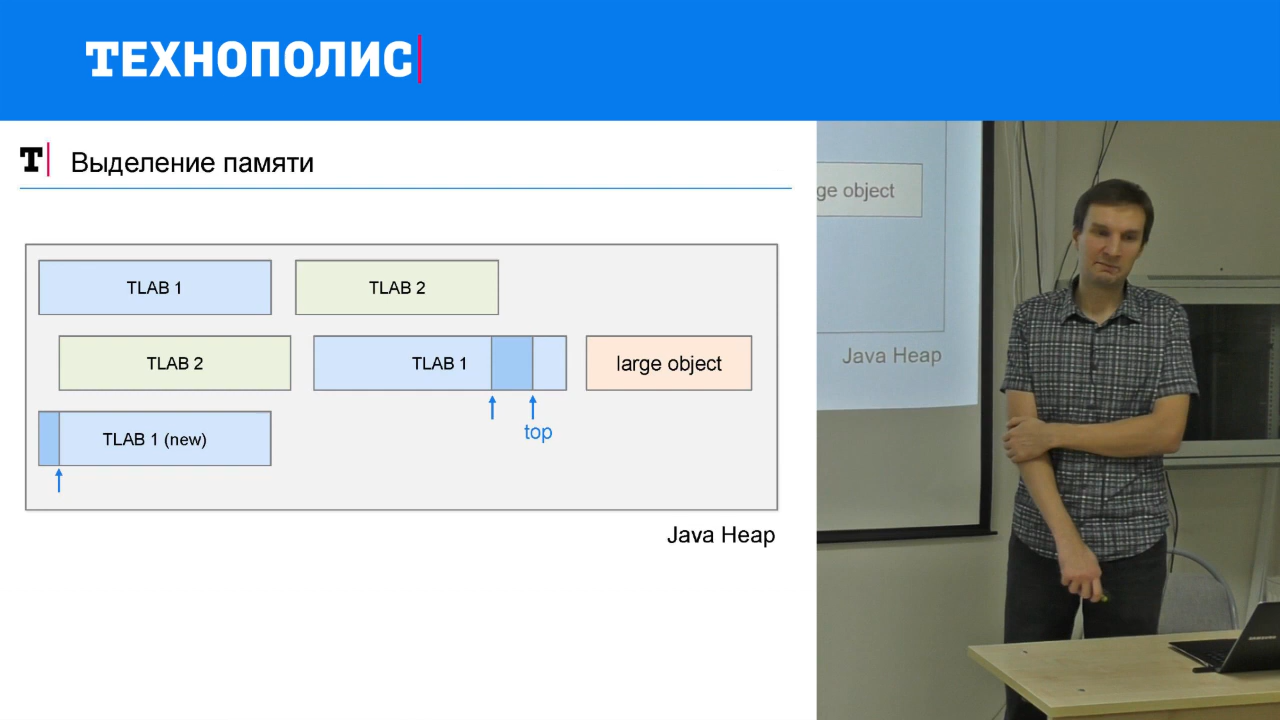 ТЕХНОПОЛИС
Т
Выделение памяти
TLAB 1
TLAB 2
TLAB 2
TLAB 1
large object
top
TLAB 1 (new)
Java Heap
ge object
Java Heap
SAMSUNG